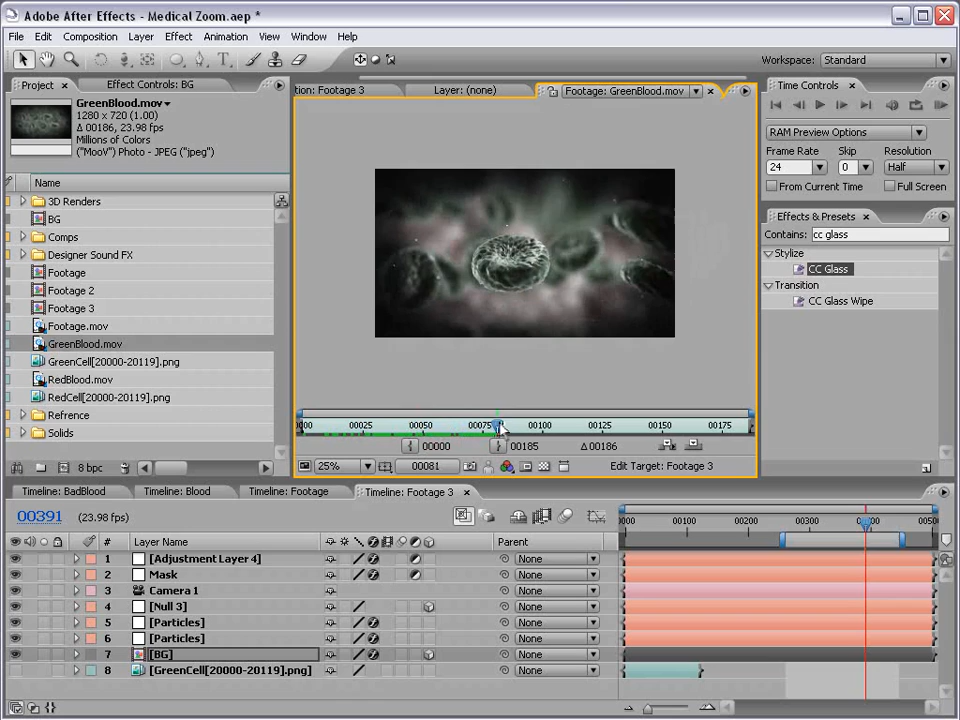 Adobe After Effects - Medical Zoom.aep *
File Edit Composition Layer Effect Animation View Window Help
Workspace: Standard
Project Effect Controls: BG
tion: Footage 3 Layer: (none) Footage: GreenBlood.mov
Time Controls
GreenBlood.mov
1280 x 720 (1.00)
Δ 00186, 23.98 fps
Millions of Colors
("MooV") Photo - JPEG ("jpeg")
RAM Preview Options
Frame Rate Skip Resolution
24 0 Half
From Current Time Full Screen
Name
3D Renders
BG
Comps
Designer Sound FX
Footage
Footage 2
Footage 3
Footage.mov
GreenBlood.mov
GreenCell[20000-20119].png
RedBlood.mov
RedCell[20000-20119].png
Refrence
Solids
8 bpc
Effects & Presets
Contains: cc glass
Stylize
CC Glass
Transition
CC Glass Wipe
0000 00025 00050 00075 00100 00125 00150 00175
00000 00185 Δ 00186
25% 00081 Edit Target: Footage 3
Timeline: BadBlood Timeline: Blood Timeline: Footage Timeline: Footage 3
00391 (23.98 fps)
0000 00100 00200 00300 00400 0050
# Layer Name Parent
1 [Adjustment Layer 4] None
2 Mask None
3 Camera 1 None
4 [Null 3] None
5 [Particles] None
6 [Particles] None
7 [BG] None
8 [GreenCell[20000-20119].png] None